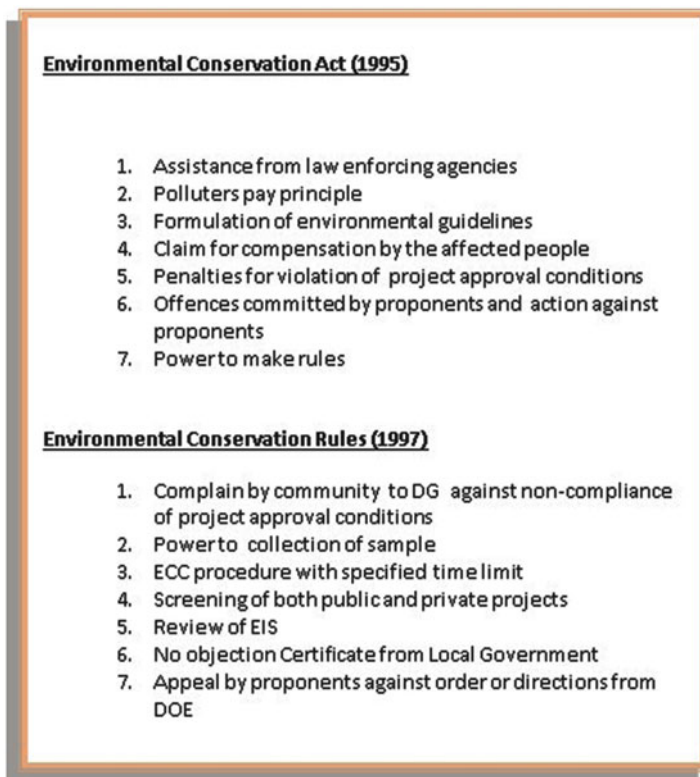 Environmental Conservation Act (1995)
1. Assistance from law enforcing agencies
2. Polluters pay principle
3. Formulation of environmental guidelines
4. Claim for compensation by the affected people
5. Penalties for violation of project approval conditions
6. Offences committed by proponents and action against
proponents
7. Power to make rules
Environmental Conservation Rules (1997)
1. Complain by community to DG against non-compliance
of project approval conditions
2. Power to collection of sample
3. ECC procedure with specified time limit
4. Screening of both public and private projects
5. Review of EIS
6. No objection Certificate from Local Government
7. Appeal by proponents against order or directions from
DOE